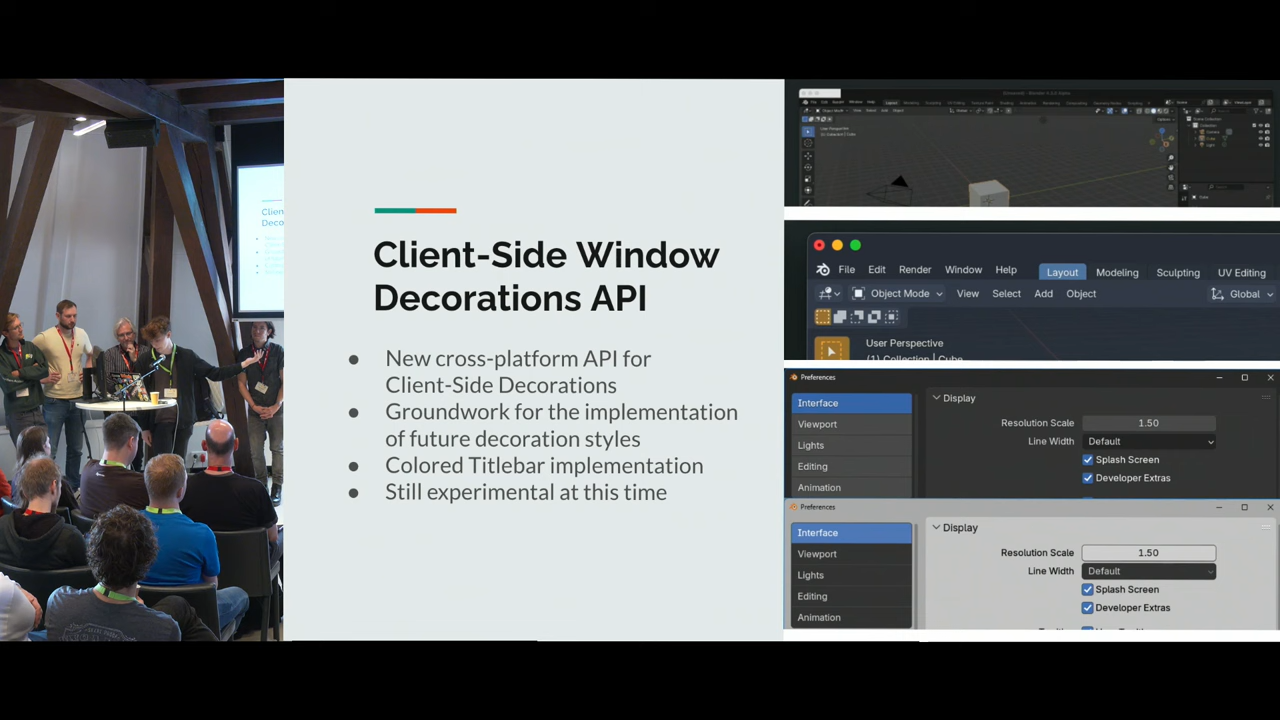 Client-Side Window
Decorations API
● New cross-platform API for
Client-Side Decorations
● Groundwork for the implementation
of future decoration styles
● Colored Titlebar implementation
● Still experimental at this time
File Edit Render Window Help Layout Modeling Sculpting UV Editing
Object Mode View Select Add Object Global
User Perspective
(1) Collection | Cube
Preferences
Interface
Viewport
Lights
Editing
Animation
Display
Resolution Scale 1.50
Line Width Default
Splash Screen
Developer Extras
Preferences
Interface
Viewport
Lights
Editing
Animation
Display
Resolution Scale 1.50
Line Width Default
Splash Screen
Developer Extras